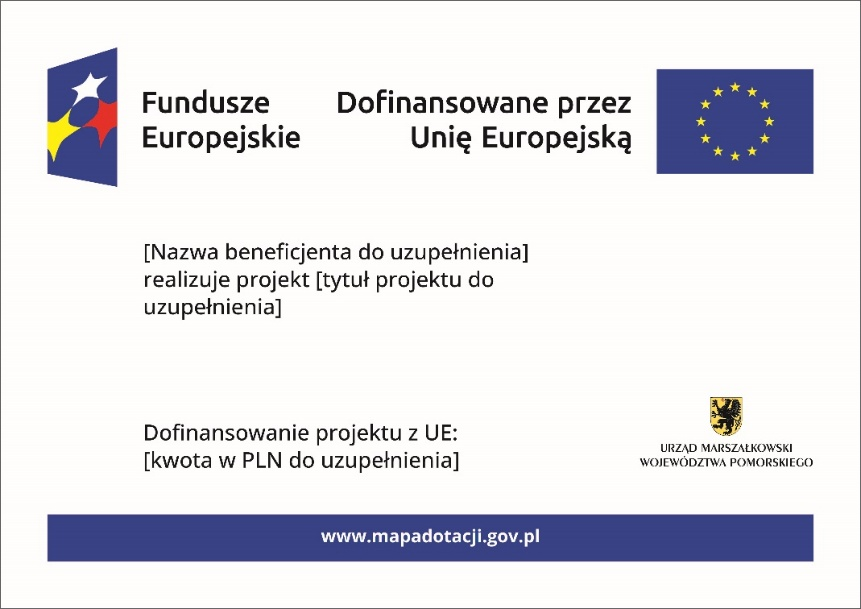 Fundusze
Europejskie
Dofinansowane przez
Unię Europejską
[Nazwa beneficjenta do uzupełnienia]
realizuje projekt [tytuł projektu do
uzupełnienia]
Dofinansowanie projektu z UE:
[kwota w PLN do uzupełnienia]
URZĄD MARSZAŁKOWSKI
WOJEWÓDZTWA POMORSKIEGO
www.mapadotacji.gov.pl